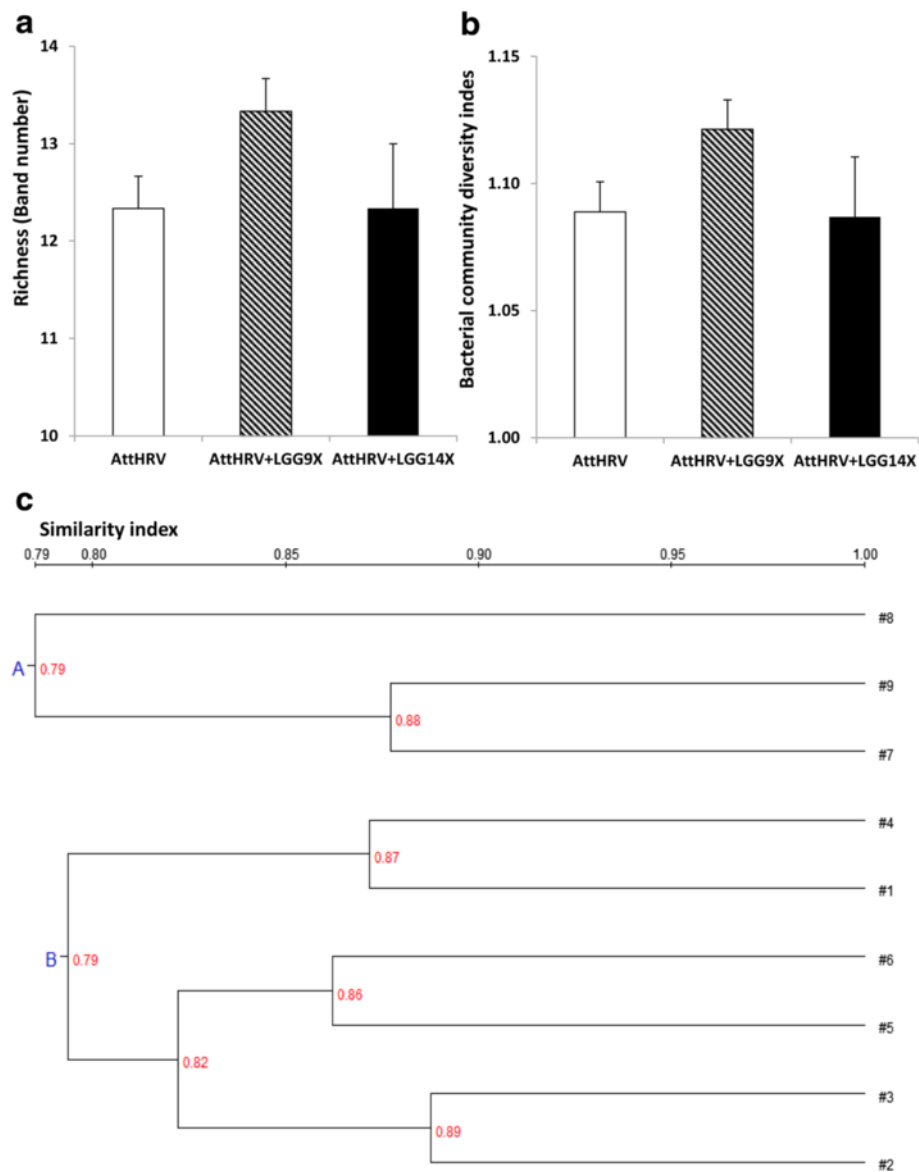 a
Richness (Band number)
14
13
12
11
10
AttHRV AttHRV+LGG9X AttHRV+LGG14X
b
Bacterial community diversity indes
1.15
1.10
1.05
1.00
AttHRV AttHRV+LGG9X AttHRV+LGG14X
c
Similarity index
0.79 0.80 0.85 0.90 0.95 1.00
#8
A 0.79
#9
0.88
#7
#4
0.87
#1
#6
B 0.79
0.86
#5
0.82
#3
0.89
#2